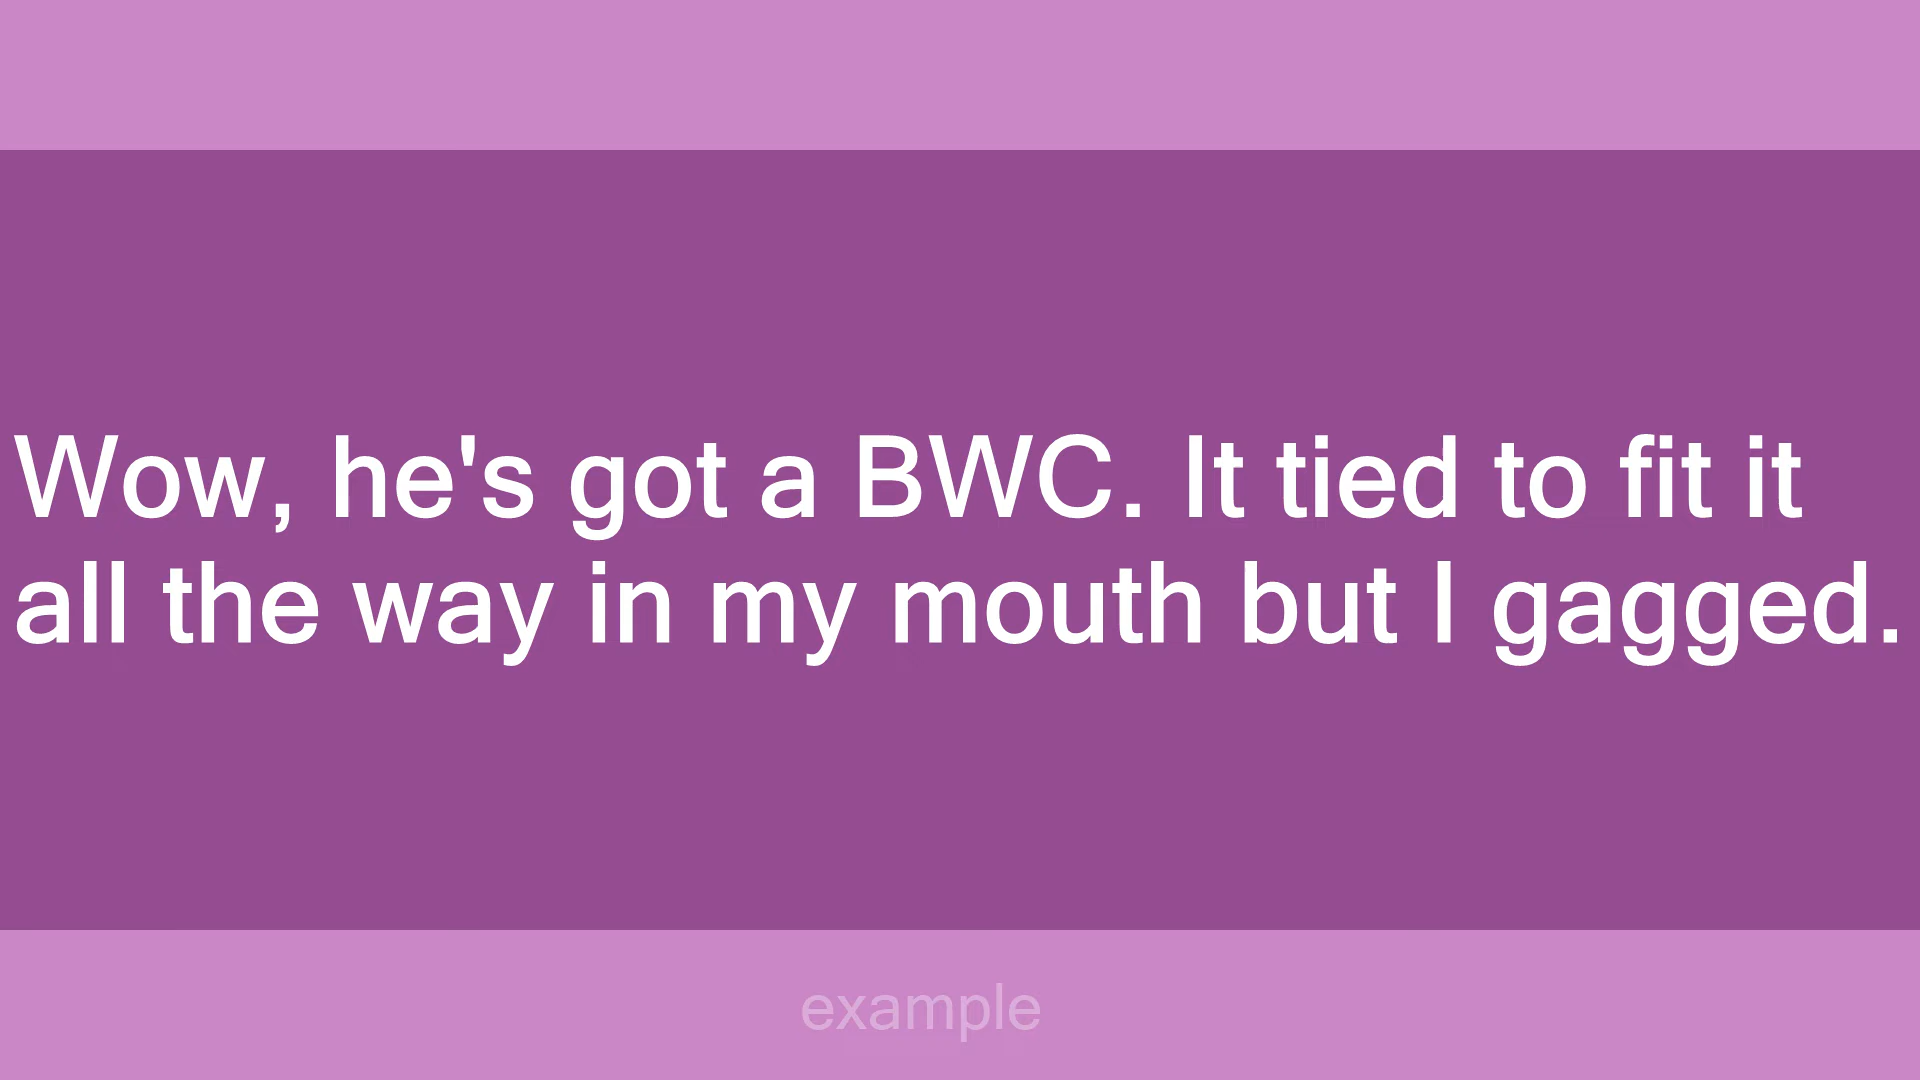 Wow, he's got a BWC. It tied to fit it
all the way in my mouth but I gagged.
example